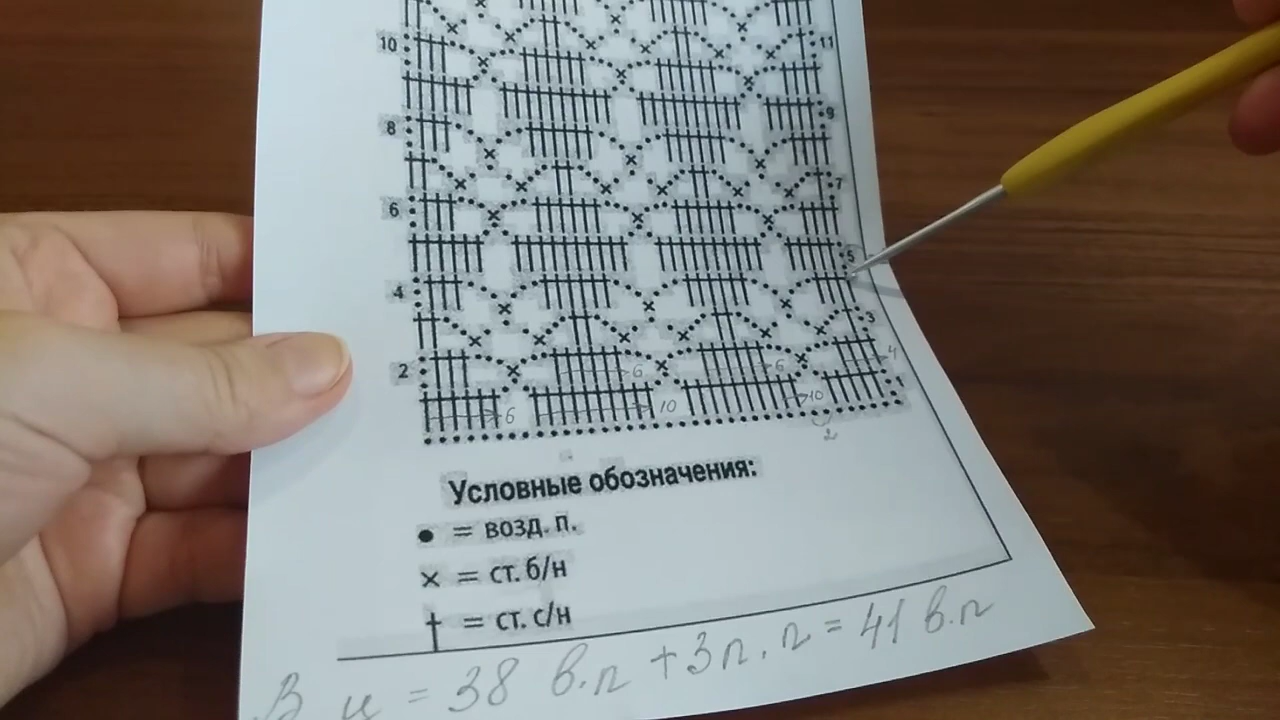 10 11
9
8
7
6
5
4
3
2 6 6 4 1
6 10 10
2
Условные обозначения:
• = возд. п.
× = ст. б/н
† = ст. с/н
В ц = 38 в.п + 3 п. п = 41 в.п